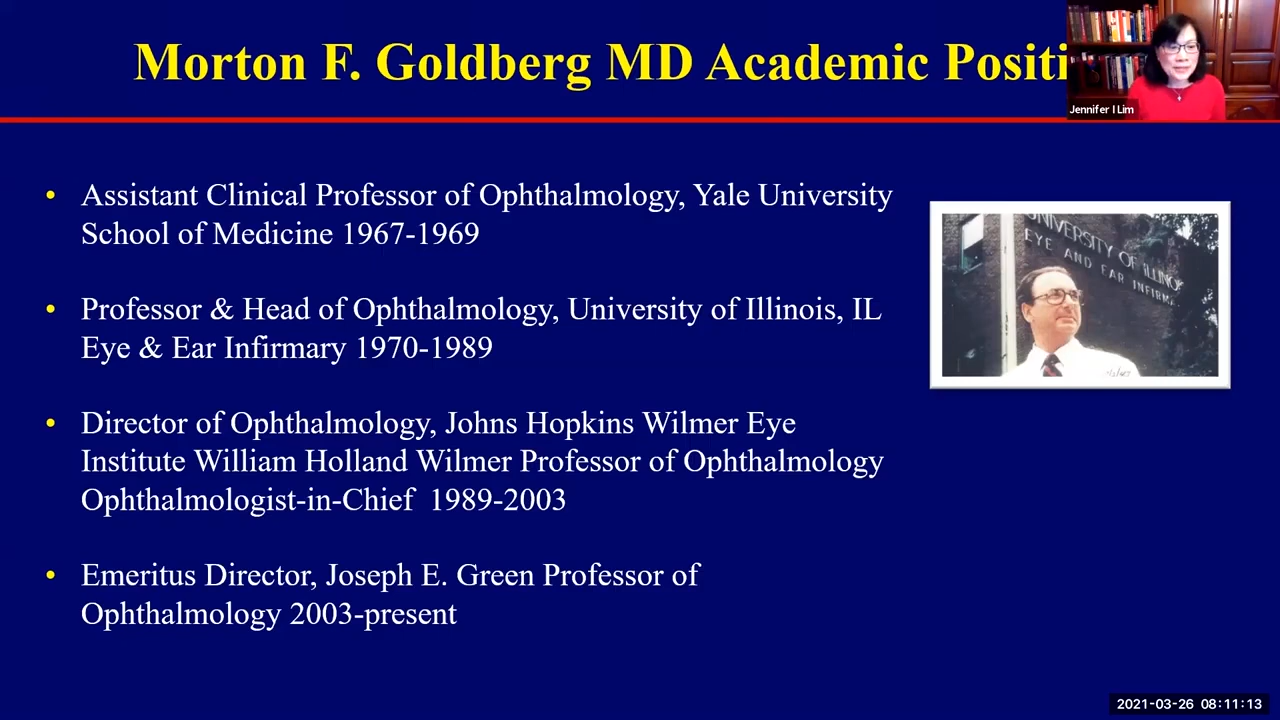 Morton F. Goldberg MD Academic Positi
Jennifer I Lim
• Assistant Clinical Professor of Ophthalmology, Yale University
School of Medicine 1967-1969
• Professor & Head of Ophthalmology, University of Illinois, IL
Eye & Ear Infirmary 1970-1989
• Director of Ophthalmology, Johns Hopkins Wilmer Eye
Institute William Holland Wilmer Professor of Ophthalmology
Ophthalmologist-in-Chief 1989-2003
• Emeritus Director, Joseph E. Green Professor of
Ophthalmology 2003-present
UNIVERSITY OF ILLINOIS
EYE AND EAR INFIRMA
2021-03-26 08:11:13